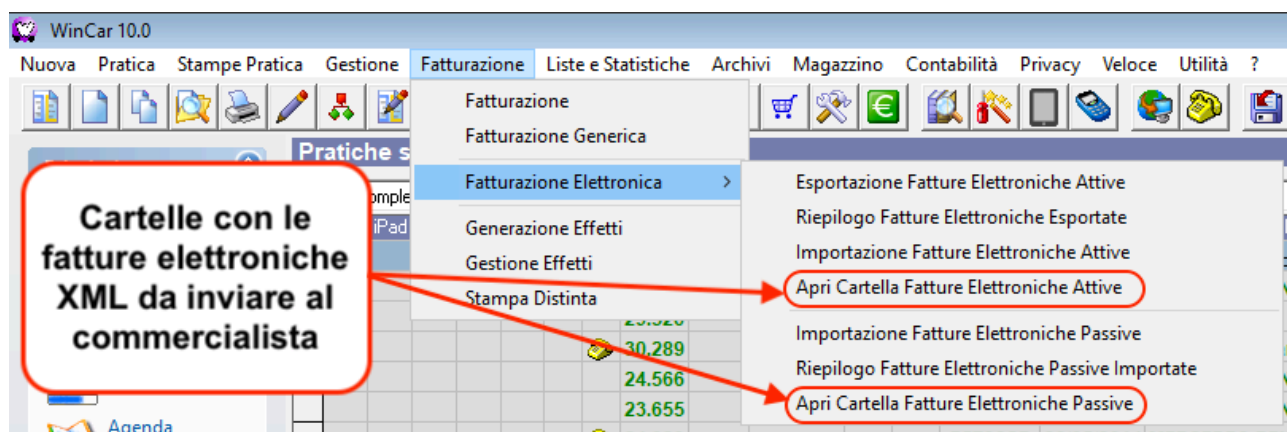 WinCar 10.0
Nuova Pratica Stampe Pratica Gestione Fatturazione Liste e Statistiche Archivi Magazzino Contabilità Privacy Veloce Utilità ?
Fatturazione
Fatturazione Generica
Fatturazione Elettronica >
Generazione Effetti
Gestione Effetti
Stampa Distinta
Esportazione Fatture Elettroniche Attive
Riepilogo Fatture Elettroniche Esportate
Importazione Fatture Elettroniche Attive
Apri Cartella Fatture Elettroniche Attive
Importazione Fatture Elettroniche Passive
Riepilogo Fatture Elettroniche Passive Importate
Apri Cartella Fatture Elettroniche Passive
Pratiche s
Cartelle con le
fatture elettroniche
XML da inviare al
commercialista
iPad
30.289
24.566
23.655
Agenda